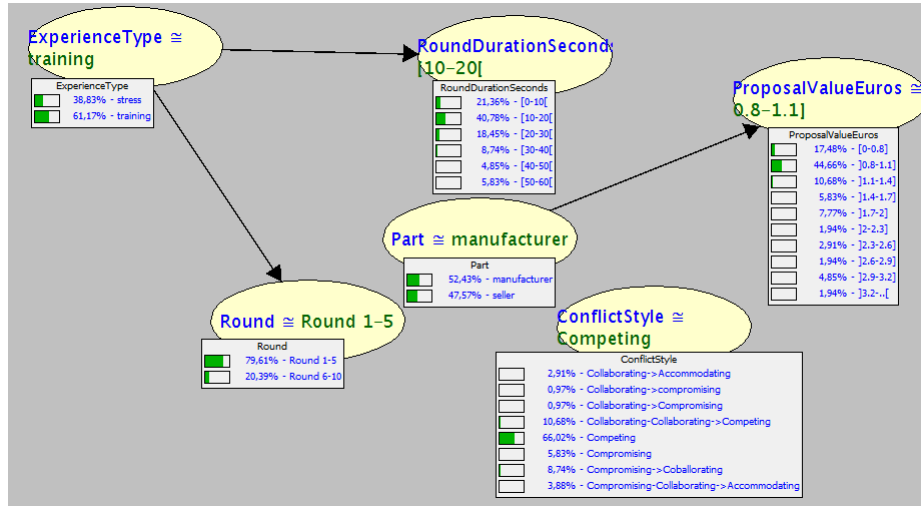 ExperienceType ≅
training
ExperienceType
38,83% - stress
61,17% - training
RoundDurationSeconds
[10-20[
RoundDurationSeconds
21,36% - [0-10[
40,78% - [10-20[
18,45% - [20-30[
8,74% - [30-40[
4,85% - [40-50[
5,83% - [50-60[
ProposalValueEuros ≅
0.8-1.1]
ProposalValueEuros
17,48% - [0-0.8]
44,66% - ]0.8-1.1]
10,68% - ]1.1-1.4]
5,83% - ]1.4-1.7]
7,77% - ]1.7-2]
1,94% - ]2-2.3]
2,91% - ]2.3-2.6]
1,94% - ]2.6-2.9]
4,85% - ]2.9-3.2]
1,94% - ]3.2-..[
Part ≅ manufacturer
Part
52,43% - manufacturer
47,57% - seller
Round ≅ Round 1-5
Round
79,61% - Round 1-5
20,39% - Round 6-10
ConflictStyle ≅
Competing
ConflictStyle
2,91% - Collaborating->Accommodating
0,97% - Collaborating->compromising
0,97% - Collaborating->Compromising
10,68% - Collaborating-Collaborating->Competing
66,02% - Competing
5,83% - Compromising
8,74% - Compromising->Coballorating
3,88% - Compromising-Collaborating->Accommodating